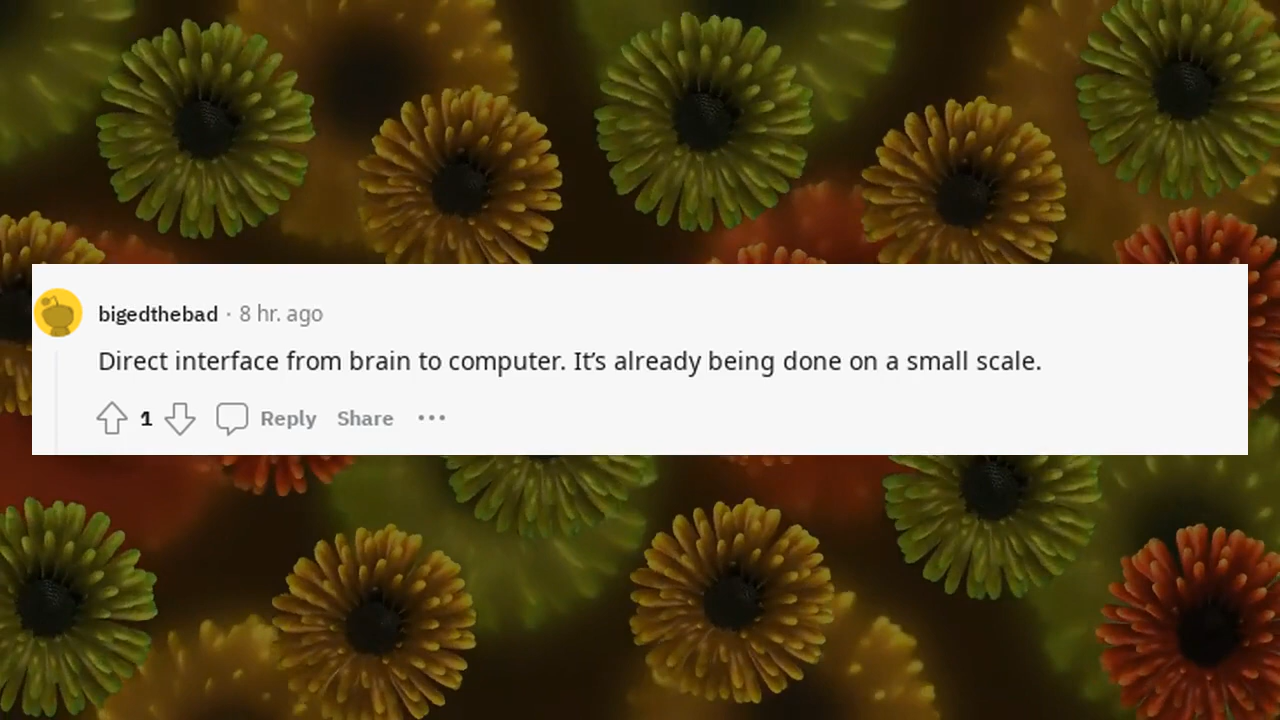 bigedthebad · 8 hr. ago
Direct interface from brain to computer. It’s already being done on a small scale.
1 Reply Share ···